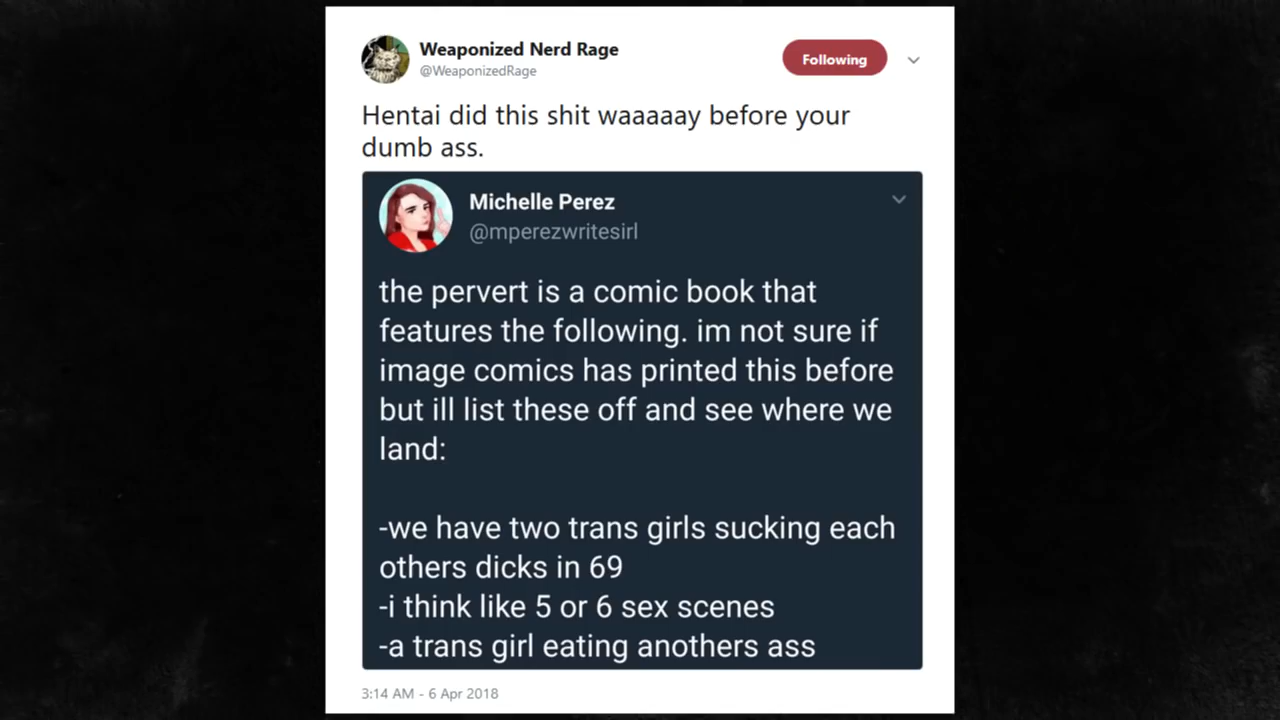 Weaponized Nerd Rage
@WeaponizedRage
Following
Hentai did this shit waaaaay before your
dumb ass.
Michelle Perez
@mperezwritesirl
the pervert is a comic book that
features the following. im not sure if
image comics has printed this before
but ill list these off and see where we
land:
-we have two trans girls sucking each
others dicks in 69
-i think like 5 or 6 sex scenes
-a trans girl eating anothers ass
3:14 AM - 6 Apr 2018